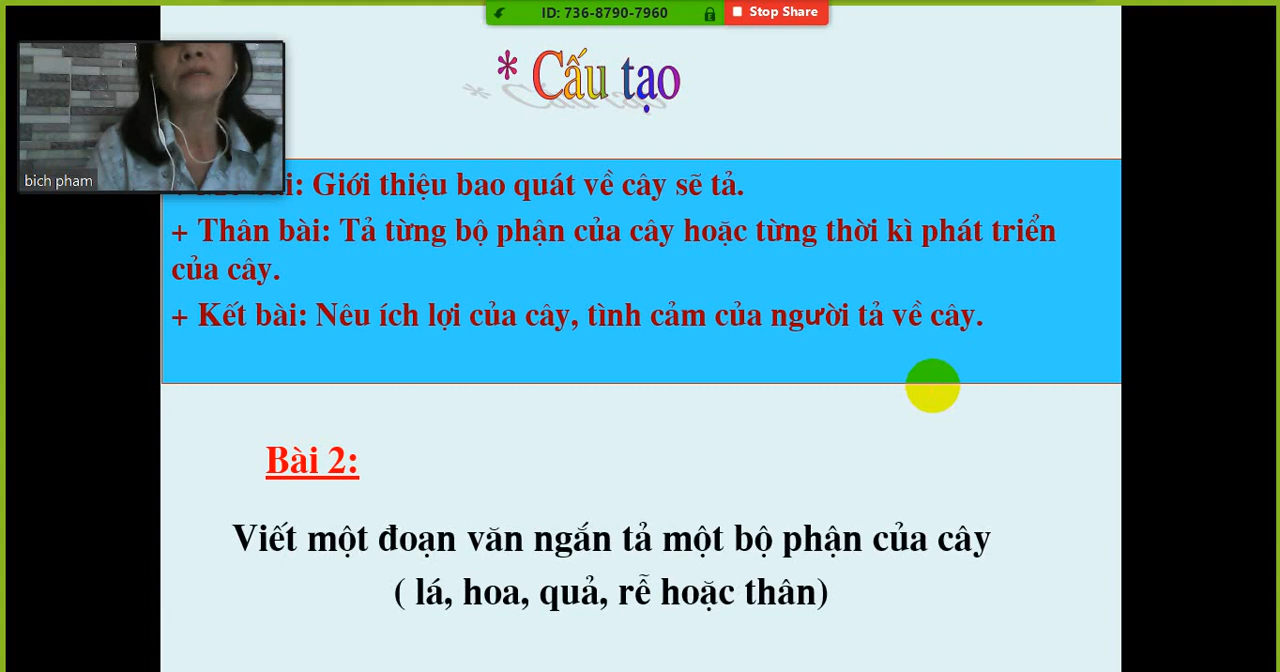 ID: 736-8790-7960
Stop Share
* Cấu tạo
bich pham
: Giới thiệu bao quát về cây sẽ tả.
+ Thân bài: Tả từng bộ phận của cây hoặc từng thời kì phát triển
của cây.
+ Kết bài: Nêu ích lợi của cây, tình cảm của người tả về cây.
Bài 2:
Viết một đoạn văn ngắn tả một bộ phận của cây
( lá, hoa, quả, rễ hoặc thân)